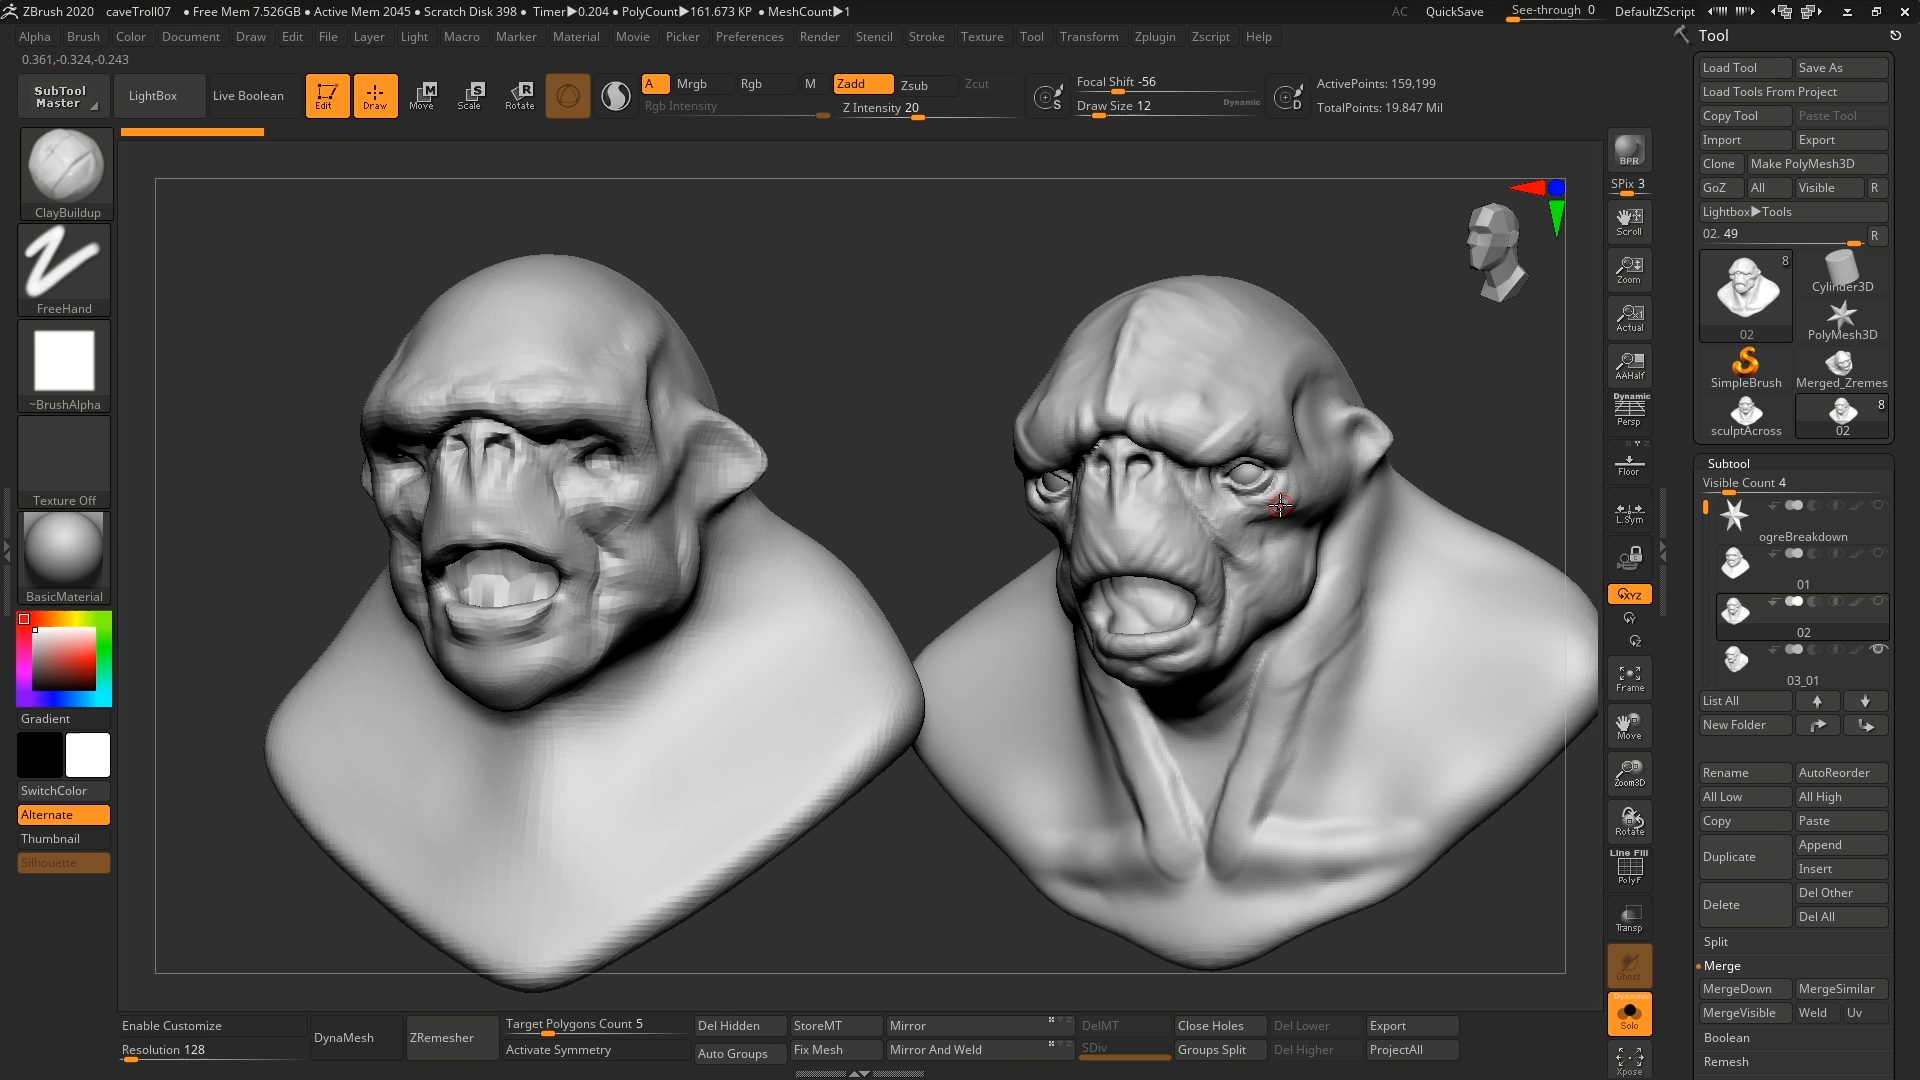 ZBrush 2020 caveTroll07 • Free Mem 7.526GB • Active Mem 2045 • Scratch Disk 398 • Timer▶0.204 • PolyCount▶161.673 KP • MeshCount▶1 AC QuickSave See-through 0 DefaultZScript
Alpha Brush Color Document Draw Edit File Layer Light Macro Marker Material Movie Picker Preferences Render Stencil Stroke Texture Tool Transform Zplugin Zscript Help
0.361,-0.324,-0.243
SubTool Master
LightBox
Live Boolean
Edit
Draw
Move
Scale
Rotate
A Mrgb Rgb M Zadd Zsub Zcut
Rgb Intensity Z Intensity 20
S
Focal Shift -56
Draw Size 12 Dynamic
D
ActivePoints: 159,199
TotalPoints: 19.847 Mil
ClayBuildup
FreeHand
~BrushAlpha
Texture Off
BasicMaterial
Gradient
SwitchColor
Alternate
Thumbnail
Silhouette
BPR
SPix 3
Scroll
Zoom
Actual
AAHalf
Dynamic
Persp
Floor
L.Sym
XYZ
Frame
Move
Zoom3D
Rotate
Line Fill
PolyF
Transp
Ghost
Dynamic
Solo
Xpose
Tool
Load Tool Save As
Load Tools From Project
Copy Tool Paste Tool
Import Export
Clone Make PolyMesh3D
GoZ All Visible R
Lightbox▶Tools
02. 49 R
8
Cylinder3D
02 PolyMesh3D
SimpleBrush Merged_Zremes
8
sculptAcross 02
Subtool
Visible Count 4
ogreBreakdown
01
02
03_01
List All
New Folder
Rename AutoReorder
All Low All High
Copy Paste
Duplicate Append
Insert
Delete Del Other
Del All
Split
Merge
MergeDown MergeSimilar
MergeVisible Weld Uv
Boolean
Remesh
Enable Customize
Resolution 128
DynaMesh
ZRemesher
Target Polygons Count 5
Activate Symmetry
Del Hidden StoreMT Mirror DelMT Close Holes Del Lower Export
Auto Groups Fix Mesh Mirror And Weld SDiv Groups Split Del Higher ProjectAll